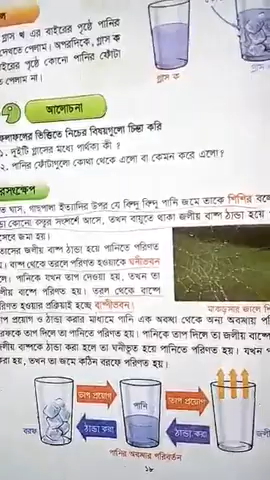 গ্লাস খ এর বাইরের পৃষ্ঠে পানির
দেখতে পেলাম। অপরদিকে, গ্লাস ক
ইরের পৃষ্ঠে কোনো পানির ফোঁটা
পেলাম না।
গ্লাস ক
গ্লাস খ
আলোচনা
ফলাফলের ভিত্তিতে নিচের বিষয়গুলো চিন্তা করি
১. দুইটি গ্লাসের মধ্যে পার্থক্য কী ?
২. পানির ফোঁটাগুলো কোথা থেকে এলো বা কেমন করে এলো?
রসংক্ষেপ
ঘাস, গাছপালা ইত্যাদির উপর যে বিন্দু বিন্দু পানি জমে তাকে শিশির বলে
কোনো বস্তুর সংস্পর্শে আসে, তখন বায়ুতে থাকা জলীয় বাষ্প ঠান্ডা হয়ে
সেবে জমা হয়।
তাসের জলীয় বাষ্প ঠান্ডা হয়ে পানিতে পরিণত
। বাষ্প থেকে তরলে পরিণত হওয়াকে ঘনীভবন
লে। পানিকে যখন তাপ দেওয়া হয়, তখন তা
লীয় বাষ্পে পরিণত হয়। তরল থেকে বাষ্পে
রিণত হওয়ার প্রক্রিয়াই হচ্ছে বাষ্পীভবন।
মাকড়সার জালে শি
াপ প্রয়োগ ও ঠান্ডা করার মাধ্যমে পানি এক অবস্থা থেকে অন্য অবস্থায় প
রফকে তাপ দিলে তা পানিতে পরিণত হয়। পানিকে তাপ দিলে তা জলীয় বাষ্পে
লীয় বাষ্পকে ঠান্ডা করা হলে তা ঘনীভূত হয়ে পানিতে পরিণত হয়। যখন প
করা হয়, তখন তা জমে কঠিন বরফে পরিণত হয়।
তাপ প্রয়োগ
পানি
তাপ প্রয়োগ
বরফ
ঠান্ডা করা
ঠান্ডা করা
জলী
পানির অবস্থার পরিবর্তন
১৮